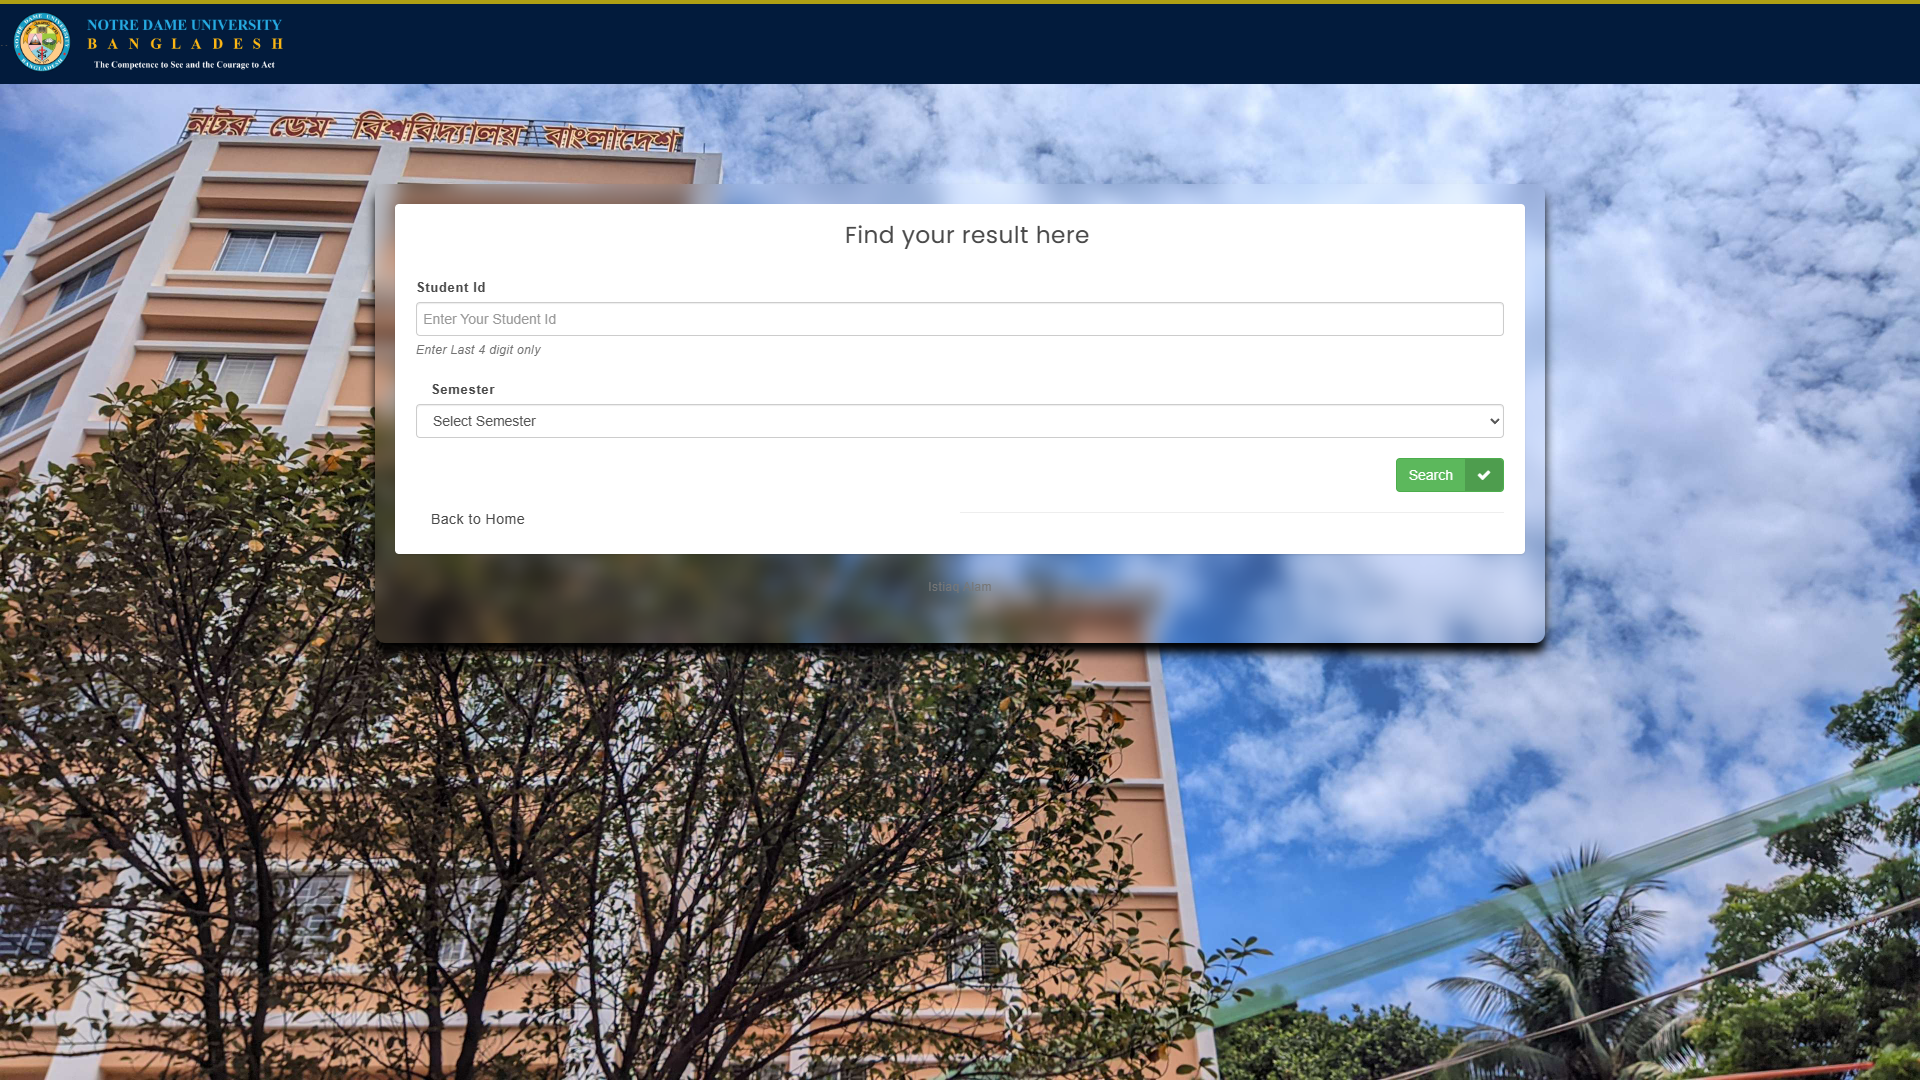 NOTRE DAME UNIVERSITY
BANGLADESH
The Competence to See and the Courage to Act
নটর ডেম বিশ্ববিদ্যালয় বাংলাদেশ
Find your result here
Student Id
Enter Your Student Id
Enter Last 4 digit only
Semester
Select Semester
Search
Back to Home
Istiaq Alam